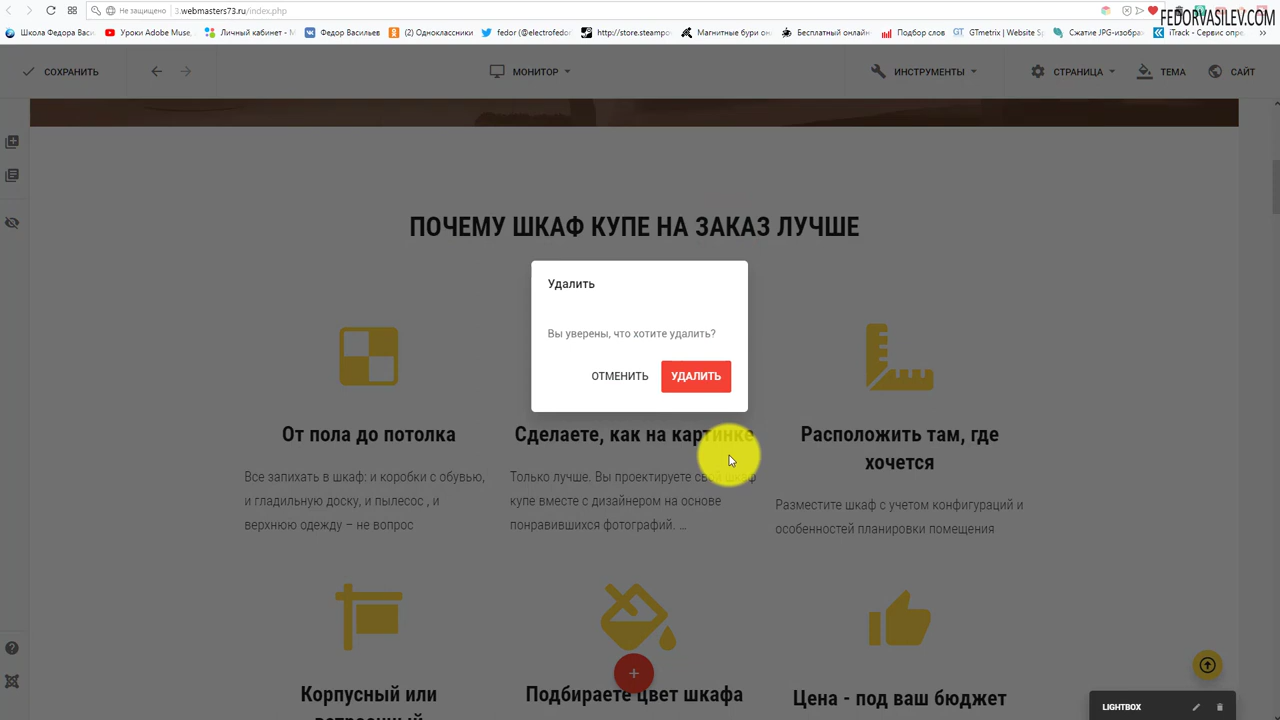 Не защищено
3.webmasters73.ru/index.php
FEDORVASILEV.COM
Школа Федора Васи
Уроки Adobe Muse,
Личный кабинет - М
Федор Васильев
(2) Одноклассники
fedor (@electrofedor)
http://store.steampo
Магнитные бури он
Бесплатный онлайн
Подбор слов
GTmetrix | Website Sp
Сжатие JPG-изображ
iTrack - Сервис опре
СОХРАНИТЬ
МОНИТОР
ИНСТРУМЕНТЫ
СТРАНИЦА
ТЕМА
САЙТ
ПОЧЕМУ ШКАФ КУПЕ НА ЗАКАЗ ЛУЧШЕ
Удалить
Вы уверены, что хотите удалить?
ОТМЕНИТЬ
УДАЛИТЬ
От пола до потолка
Все запихать в шкаф: и коробки с обувью,
и гладильную доску, и пылесос , и
верхнюю одежду – не вопрос
Сделаете, как на картинке
Только лучше. Вы проектируете свой шкаф
купе вместе с дизайнером на основе
понравившихся фотографий. ...
Расположить там, где
хочется
Разместите шкаф с учетом конфигураций и
особенностей планировки помещения
Корпусный или
встроенный
Подбираете цвет шкафа
Цена - под ваш бюджет
LIGHTBOX